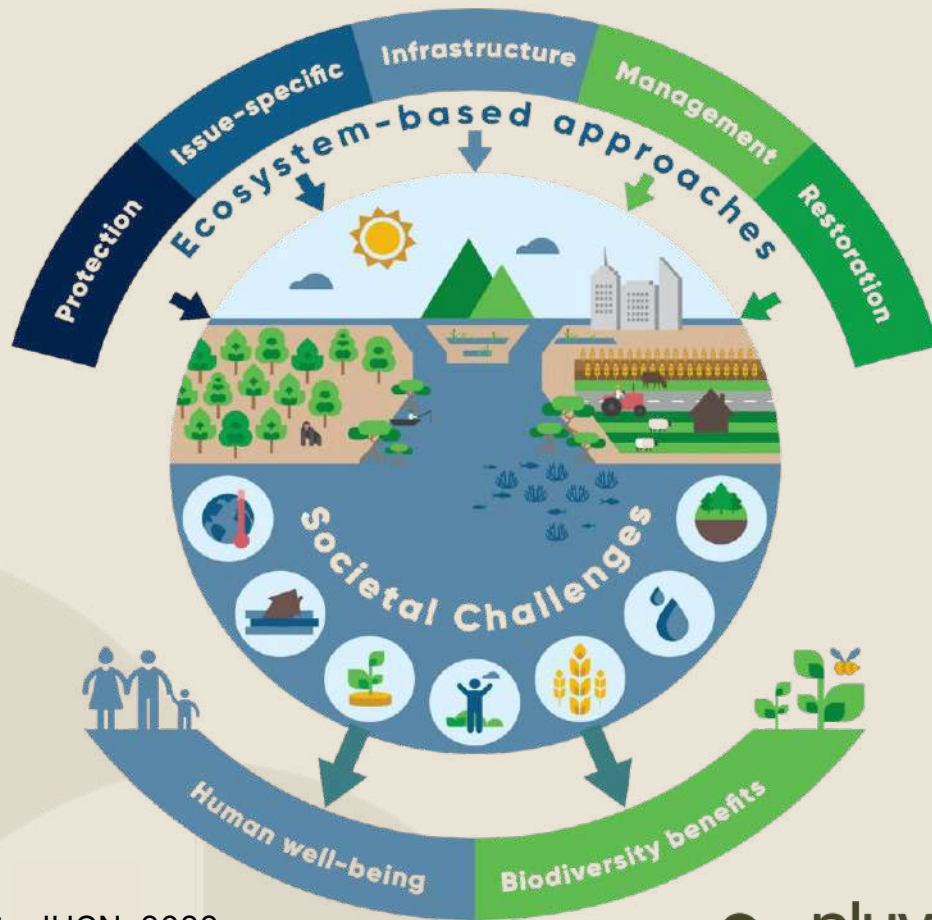 Protection
Issue-specific
Infrastructure
Management
Restoration
Ecosystem-based approaches
Societal Challenges
Human well-being
Biodiversity benefits